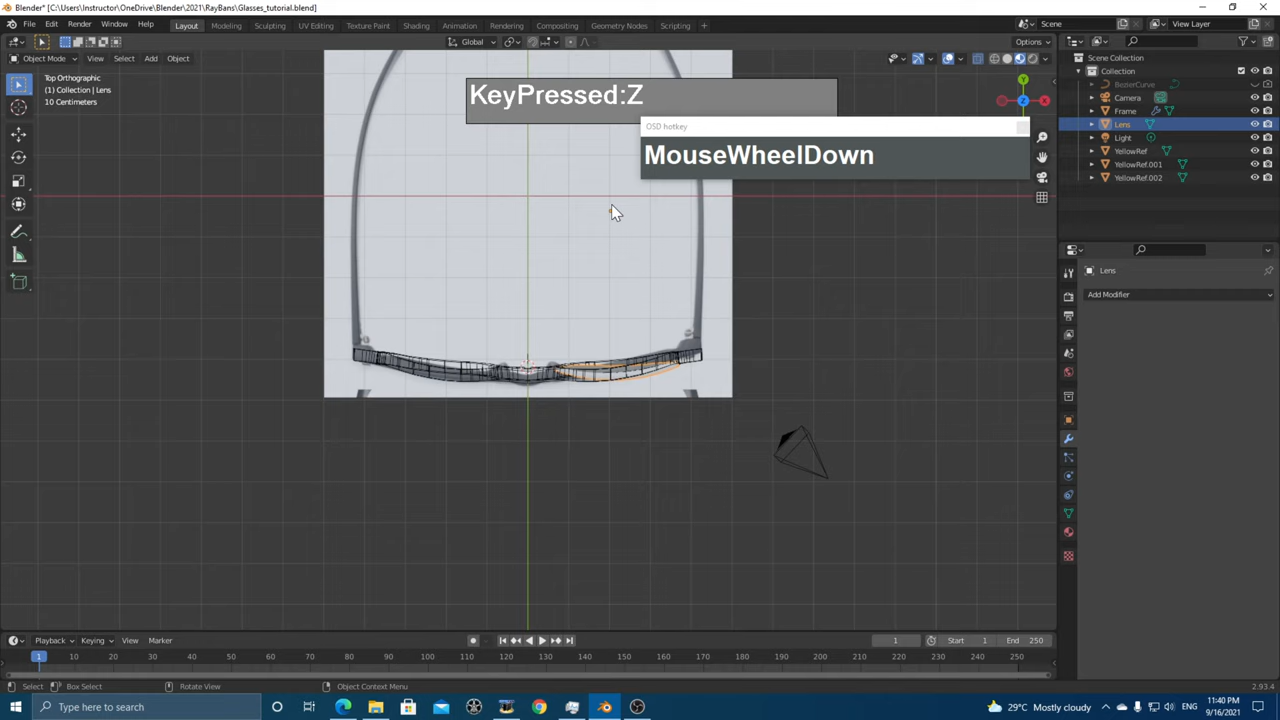 Blender* [C:\Users\Instructor\OneDrive\Blender\2021\RayBans\Glasses_tutorial.blend]
File Edit Render Window Help Layout Modeling Sculpting UV Editing Texture Paint Shading Animation Rendering Compositing Geometry Nodes Scripting + Scene View Layer
Global Options
Object Mode View Select Add Object
Top Orthographic
(1) Collection | Lens
10 Centimeters
KeyPressed:Z
OSD hotkey
MouseWheelDown
Z
Scene Collection
Collection
BezierCurve
Camera
Frame
Lens
Light
YellowRef
YellowRef.001
YellowRef.002
Lens
Add Modifier
Playback Keying View Marker 1 Start 1 End 250
1 10 20 30 40 50 60 70 80 90 100 110 120 130 140 150 160 170 180 190 200 210 220 230 240 250
Select Box Select Rotate View Object Context Menu 2.93.4
Type here to search
29°C Mostly cloudy
11:40 PM
9/16/2021